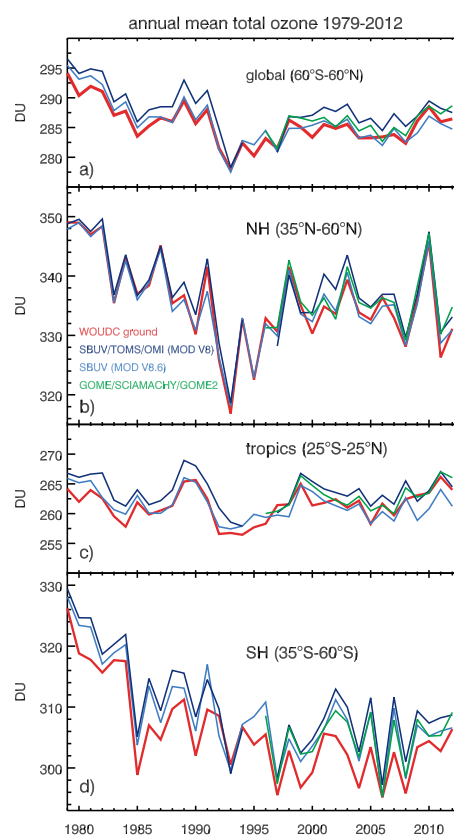 annual mean total ozone 1979-2012
295
290
285
280
DU
global (60°S-60°N)
a)
350
340
330
320
DU
NH (35°N-60°N)
WOUDC ground
SBUV/TOMS/OMI (MOD V8)
SBUV (MOD V8.6)
GOME/SCIAMACHY/GOME2
b)
270
265
260
255
DU
tropics (25°S-25°N)
c)
330
320
310
300
DU
SH (35°S-60°S)
d)
1980 1985 1990 1995 2000 2005 2010